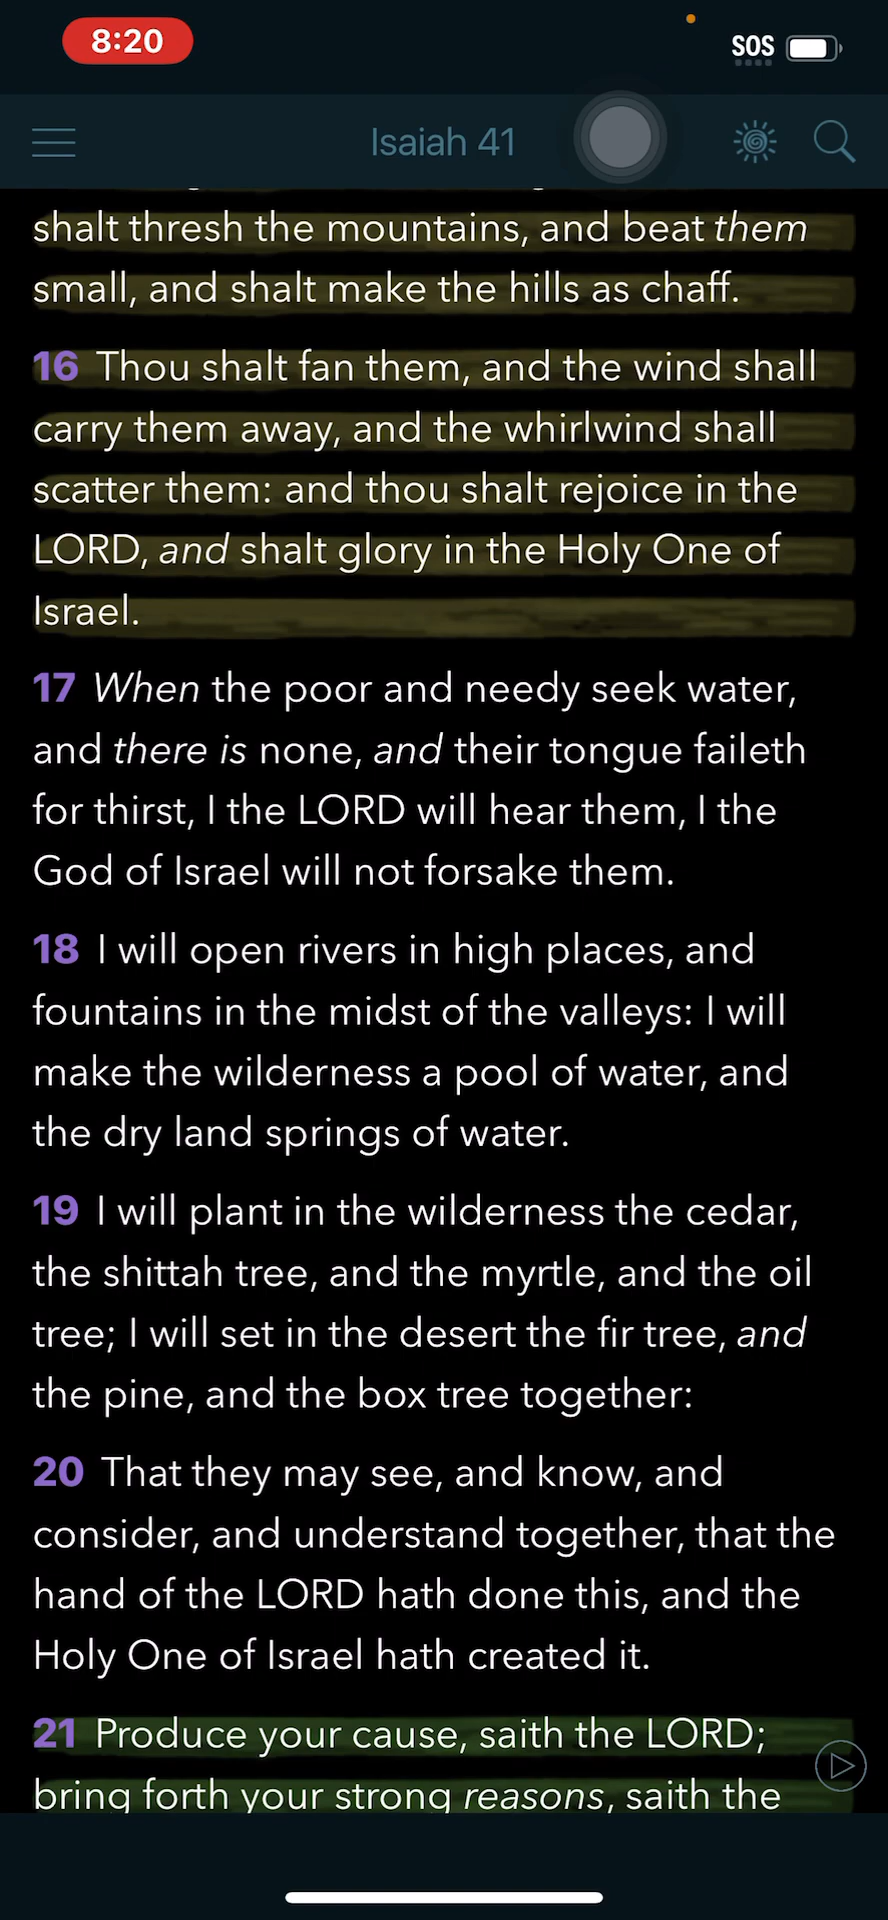 8:20
SOS
Isaiah 41
shalt thresh the mountains, and beat them
small, and shalt make the hills as chaff.
16 Thou shalt fan them, and the wind shall
carry them away, and the whirlwind shall
scatter them: and thou shalt rejoice in the
LORD, and shalt glory in the Holy One of
Israel.
17 When the poor and needy seek water,
and there is none, and their tongue faileth
for thirst, I the LORD will hear them, I the
God of Israel will not forsake them.
18 I will open rivers in high places, and
fountains in the midst of the valleys: I will
make the wilderness a pool of water, and
the dry land springs of water.
19 I will plant in the wilderness the cedar,
the shittah tree, and the myrtle, and the oil
tree; I will set in the desert the fir tree, and
the pine, and the box tree together:
20 That they may see, and know, and
consider, and understand together, that the
hand of the LORD hath done this, and the
Holy One of Israel hath created it.
21 Produce your cause, saith the LORD;
bring forth your strong reasons, saith the